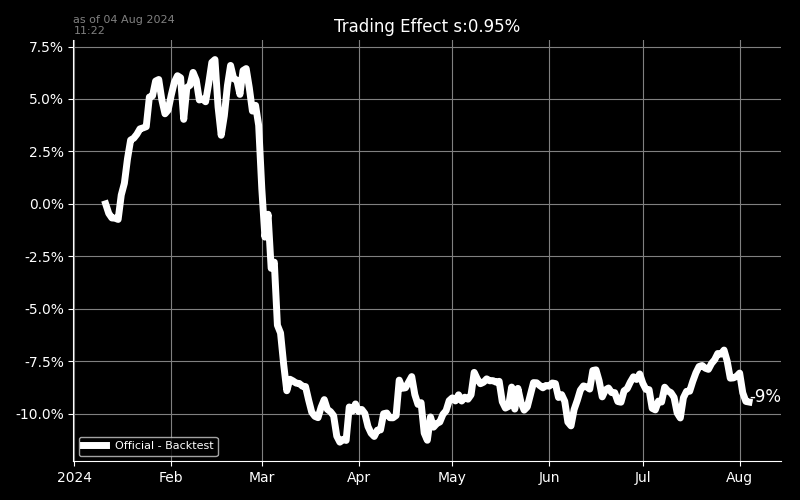 as of 04 Aug 2024
11:22
Trading Effect s:0.95%
7.5%
5.0%
2.5%
0.0%
-2.5%
-5.0%
-7.5%
-10.0%
-9%
Official - Backtest
2024 Feb Mar Apr May Jun Jul Aug